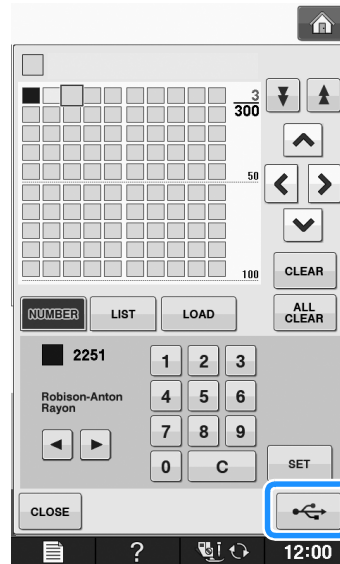 3
300
50
100
CLEAR
NUMBER LIST LOAD
ALL
CLEAR
2251
Robison-Anton
Rayon
1 2 3
4 5 6
7 8 9
0 C
SET
CLOSE
? 12:00